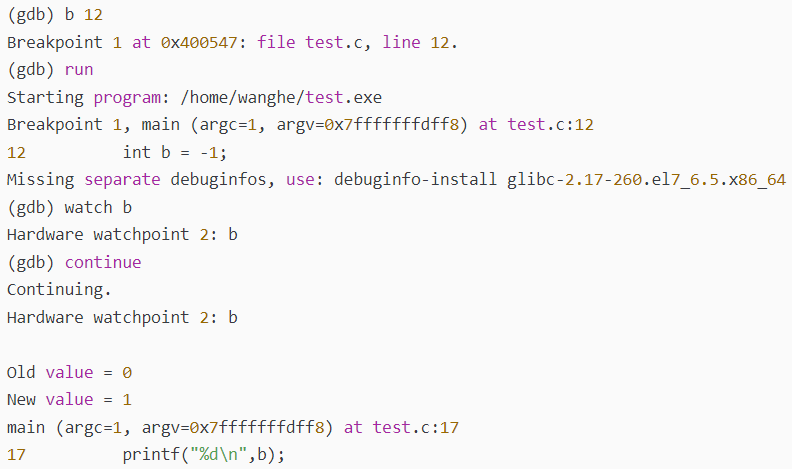 (gdb) b 12
Breakpoint 1 at 0x400547: file test.c, line 12.
(gdb) run
Starting program: /home/wanghe/test.exe
Breakpoint 1, main (argc=1, argv=0x7fffffffdff8) at test.c:12
12          int b = -1;
Missing separate debuginfos, use: debuginfo-install glibc-2.17-260.el7_6.5.x86_64
(gdb) watch b
Hardware watchpoint 2: b
(gdb) continue
Continuing.
Hardware watchpoint 2: b

Old value = 0
New value = 1
main (argc=1, argv=0x7fffffffdff8) at test.c:17
17          printf("%d\n",b);